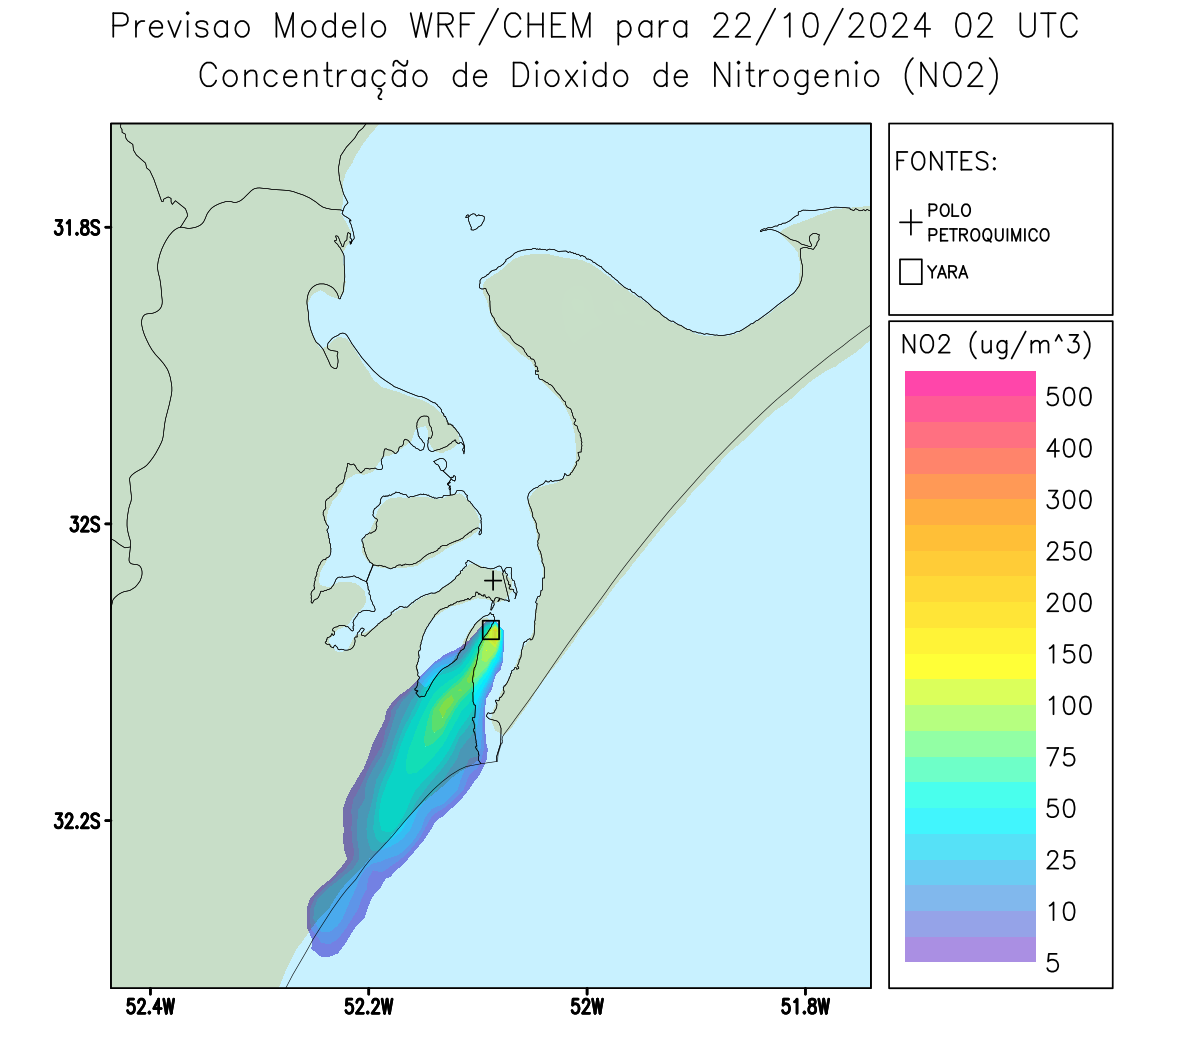 Previsao Modelo WRF/CHEM para 22/10/2024 02 UTC
Concentração de Dioxido de Nitrogenio (NO2)
31.8S
32S
32.2S
52.4W
52.2W
52W
51.8W
FONTES:
POLO
PETROQUIMICO
YARA
NO2 (ug/m^3)
500
400
300
250
200
150
100
75
50
25
10
5